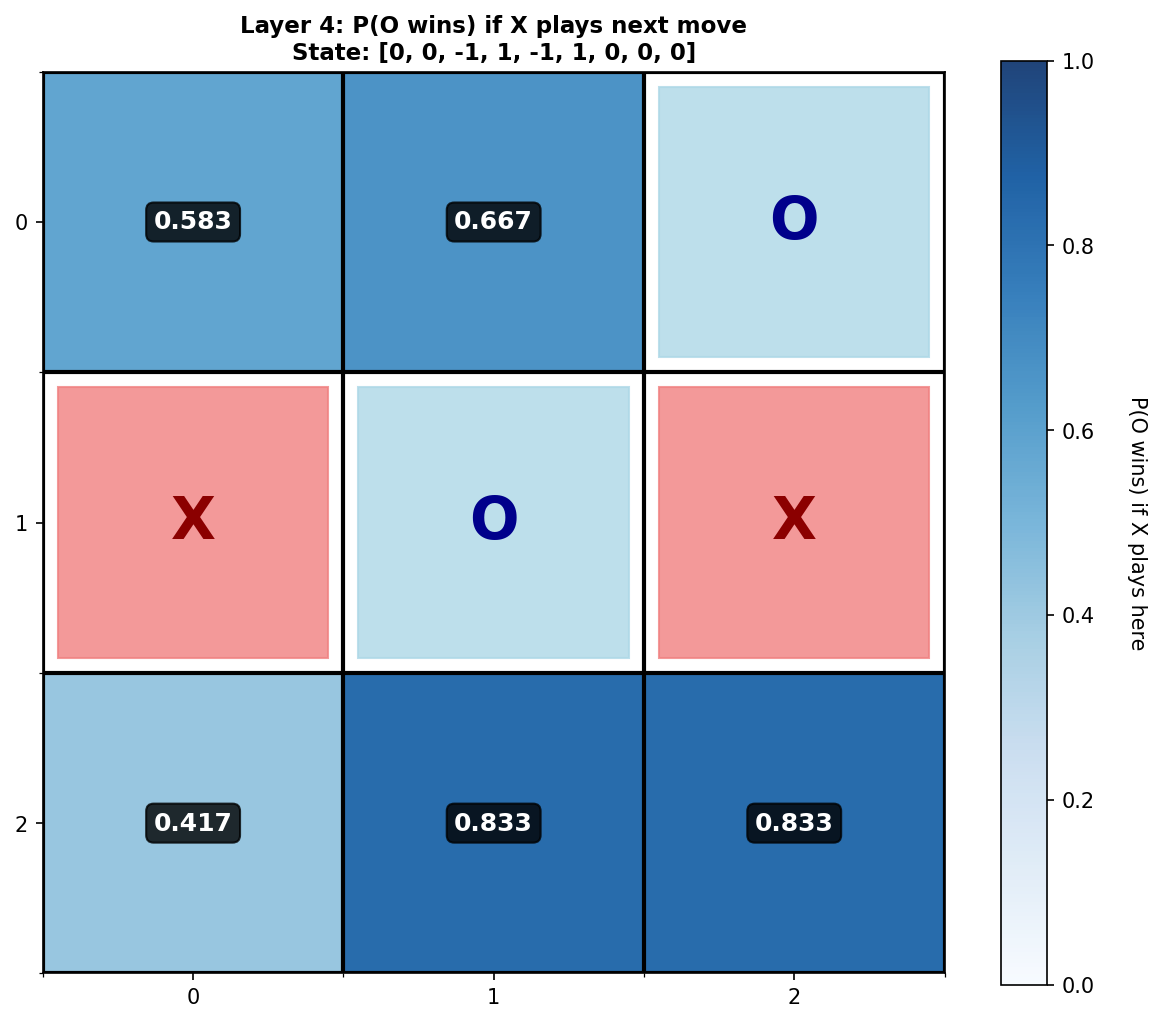 Layer 4: P(O wins) if X plays next move
State: [0, 0, -1, 1, -1, 1, 0, 0, 0]
0
0.583
0.667
O
1
X
O
X
2
0.417
0.833
0.833
0
1
2
1.0
0.8
0.6
0.4
0.2
0.0
P(O wins) if X plays here